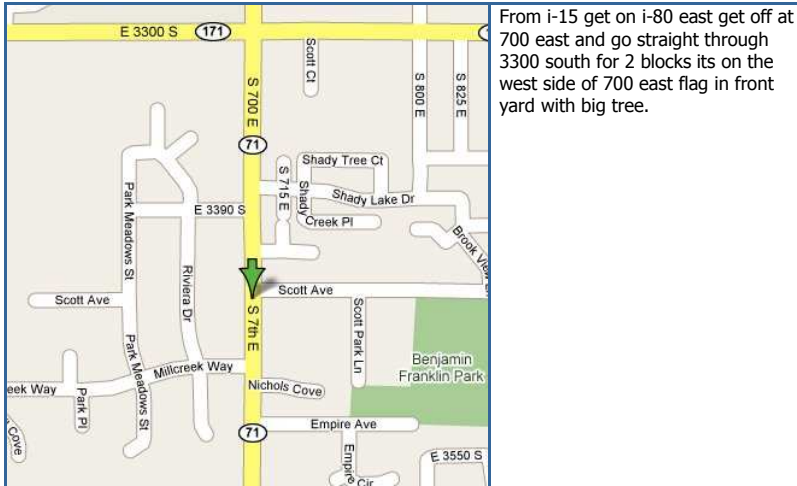 From i-15 get on i-80 east get off at
700 east and go straight through
3300 south for 2 blocks its on the
west side of 700 east flag in front
yard with big tree.
E 3300 S
171
Scott Ct
S 700 E
S 800 E
S 825 E
71
Shady Tree Ct
S 715 E
Shady Creek Pl
Shady Lake Dr
Park Meadows St
E 3390 S
Riviera Dr
Brook View
Scott Ave
Scott Ave
S 7th E
Scott Park Ln
Park Meadows St
Millcreek Way
Benjamin
Franklin Park
eek Way
Park Pl
Nichols Cove
Cove
71
Empire Ave
Empire Cir
E 3550 S